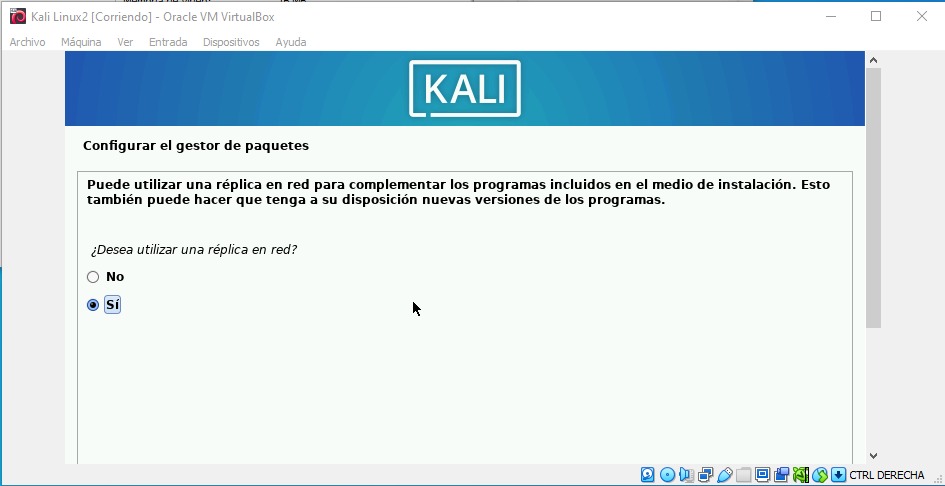 Kali Linux2 [Corriendo] - Oracle VM VirtualBox
Archivo Máquina Ver Entrada Dispositivos Ayuda
KALI
Configurar el gestor de paquetes
Puede utilizar una réplica en red para complementar los programas incluidos en el medio de instalación. Esto
también puede hacer que tenga a su disposición nuevas versiones de los programas.
¿Desea utilizar una réplica en red?
No
Sí
CTRL DERECHA